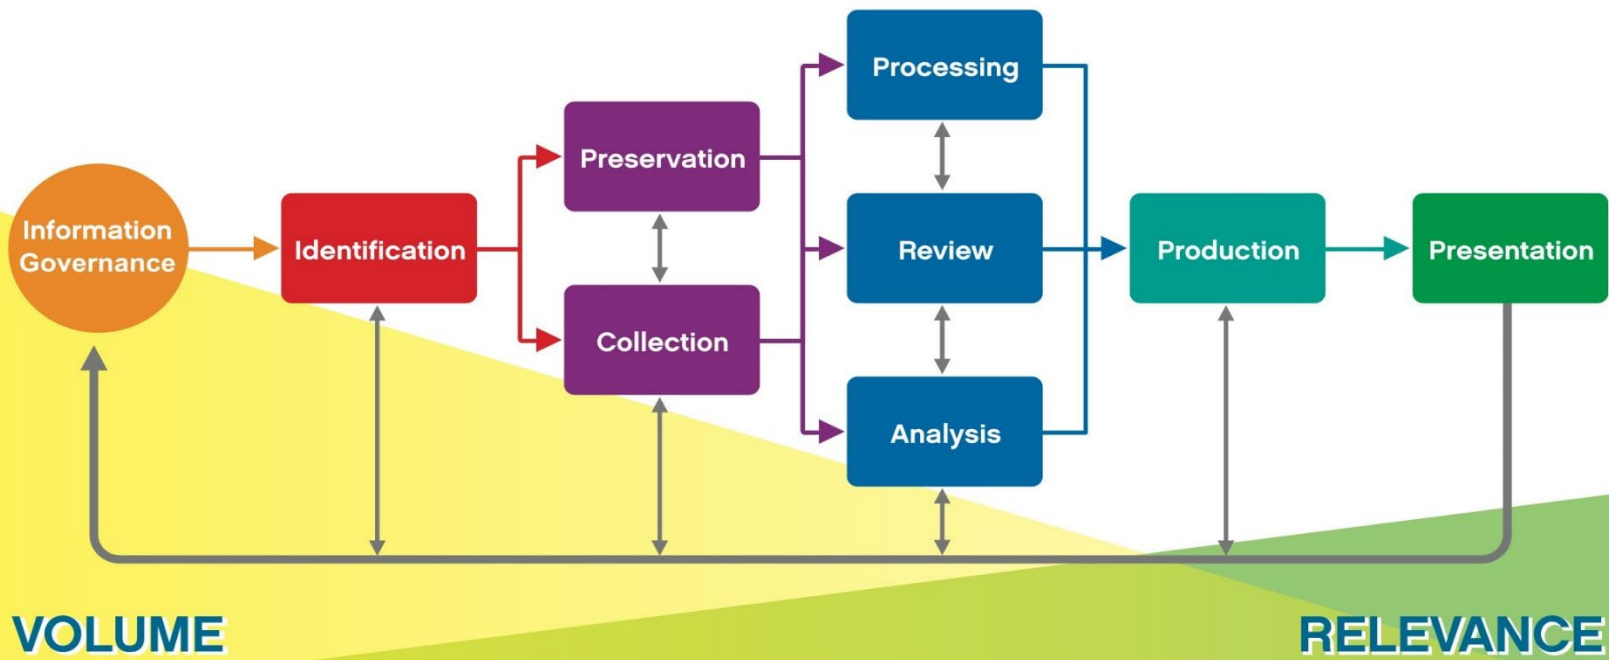 Information
Governance
Identification
Preservation
Collection
Processing
Review
Analysis
Production
Presentation
VOLUME
RELEVANCE